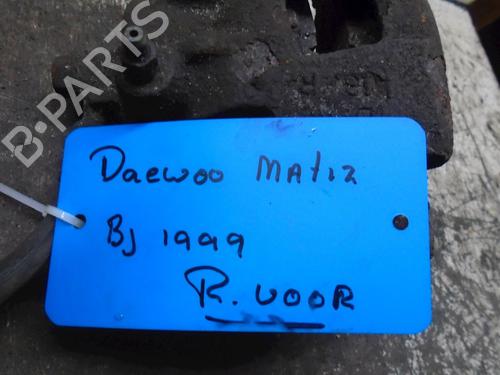 B-PARTS
Daewoo MAtiz
Bj 1999
R. VOOR